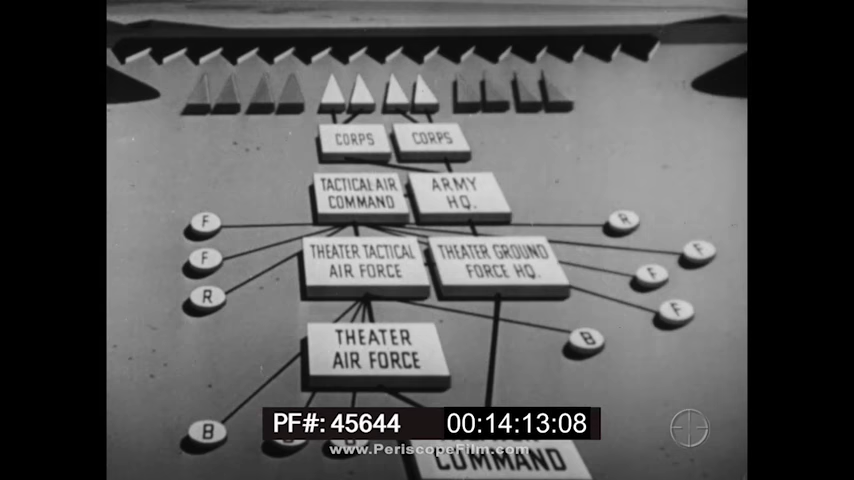 CORPS
CORPS
TACTICAL AIR
COMMAND
ARMY
HQ.
F
R
F
F
THEATER TACTICAL
AIR FORCE
THEATER GROUND
FORCE HQ.
F
R
F
B
THEATER
AIR FORCE
B
PF#: 45644
00:14:13:08
www.PeriscopeFilm.com
COMMAND